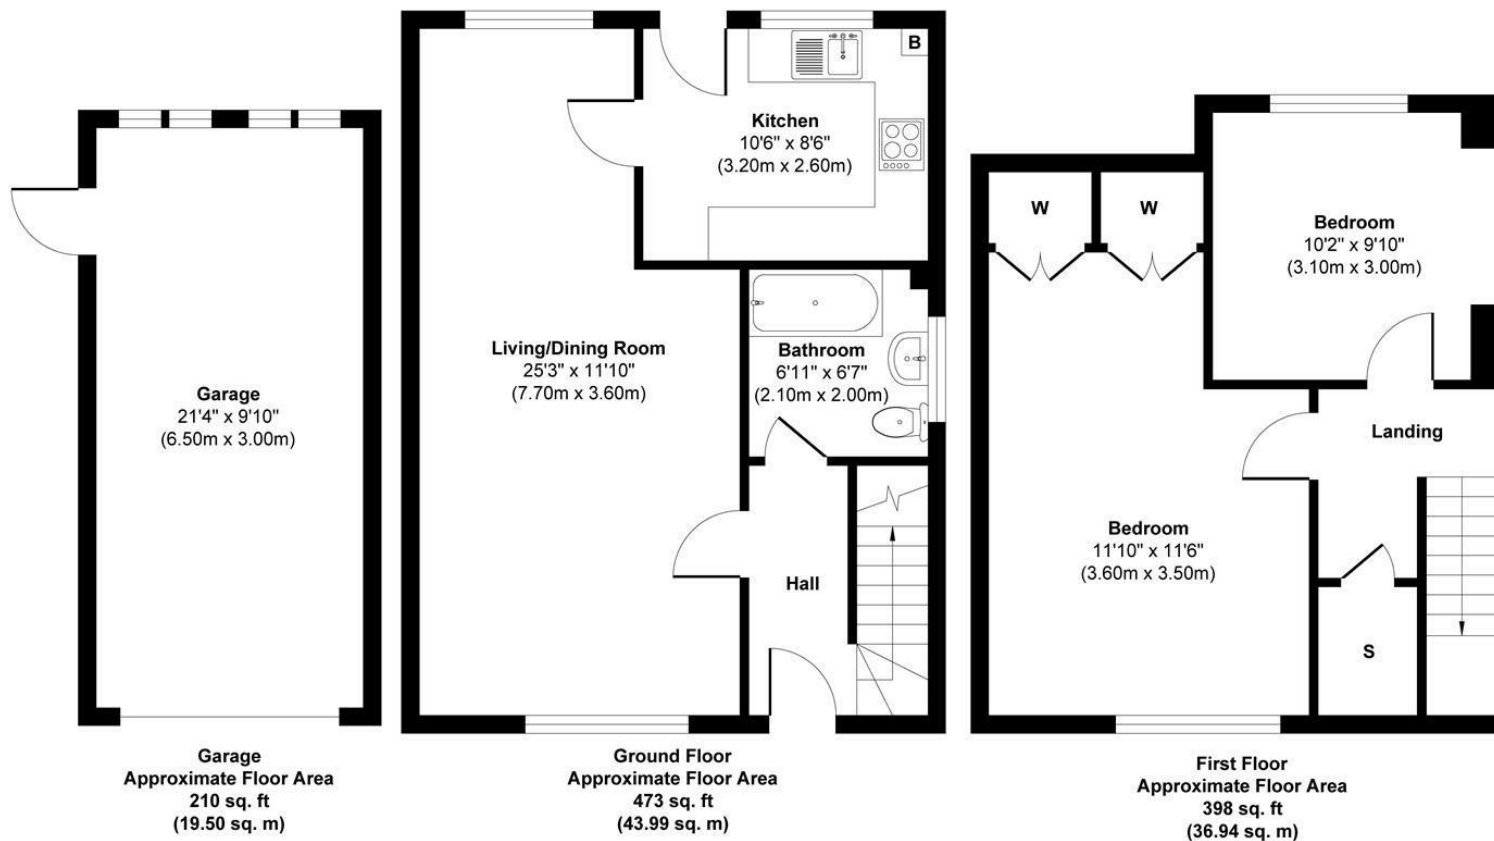 Garage
21'4" x 9'10"
(6.50m x 3.00m)
Garage
Approximate Floor Area
210 sq. ft
(19.50 sq. m)
B
Kitchen
10'6" x 8'6"
(3.20m x 2.60m)
Living/Dining Room
25'3" x 11'10"
(7.70m x 3.60m)
Bathroom
6'11" x 6'7"
(2.10m x 2.00m)
Hall
Ground Floor
Approximate Floor Area
473 sq. ft
(43.99 sq. m)
W
W
Bedroom
10'2" x 9'10"
(3.10m x 3.00m)
Landing
Bedroom
11'10" x 11'6"
(3.60m x 3.50m)
S
First Floor
Approximate Floor Area
398 sq. ft
(36.94 sq. m)